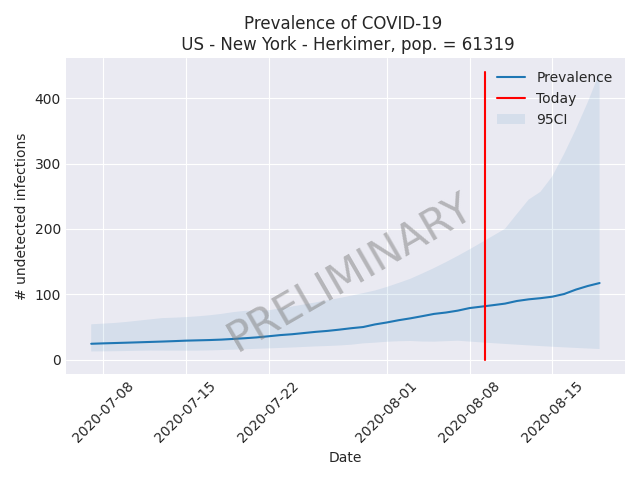 Prevalence of COVID-19
US - New York - Herkimer, pop. = 61319
# undetected infections
400
300
200
100
0
Prevalence
Today
95CI
PRELIMINARY
2020-07-08
2020-07-15
2020-07-22
2020-08-01
2020-08-08
2020-08-15
Date